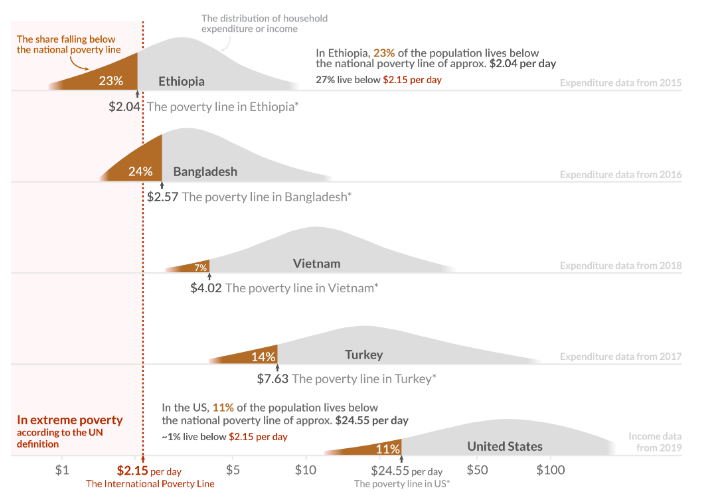 The distribution of household
expenditure or income
The share falling below
the national poverty line
In Ethiopia, 23% of the population lives below
the national poverty line of approx. $2.04 per day
27% live below $2.15 per day
23%
Ethiopia
Expenditure data from 2015
$2.04 The poverty line in Ethiopia*
24%
Bangladesh
Expenditure data from 2016
$2.57 The poverty line in Bangladesh*
7%
Vietnam
Expenditure data from 2018
$4.02 The poverty line in Vietnam*
14%
Turkey
Expenditure data from 2017
$7.63 The poverty line in Turkey*
In extreme poverty
according to the UN
definition
In the US, 11% of the population lives below
the national poverty line of approx. $24.55 per day
~1% live below $2.15 per day
11%
United States
Income data
from 2019
$1 $2.15 per day $5 $10 $24.55 per day $50 $100
The International Poverty Line The poverty line in US*